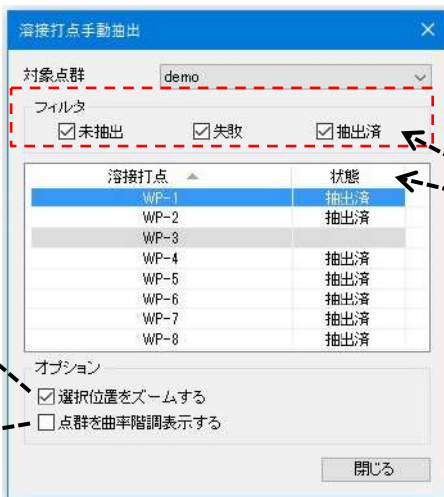 溶接打点手動抽出
対象点群 demo
フィルタ
未抽出 失敗 抽出済
溶接打点 状態
WP-1 抽出済
WP-2 抽出済
WP-3
WP-4 抽出済
WP-5 抽出済
WP-6 抽出済
WP-7 抽出済
WP-8 抽出済
オプション
選択位置をズームする
点群を曲率階調表示する
閉じる